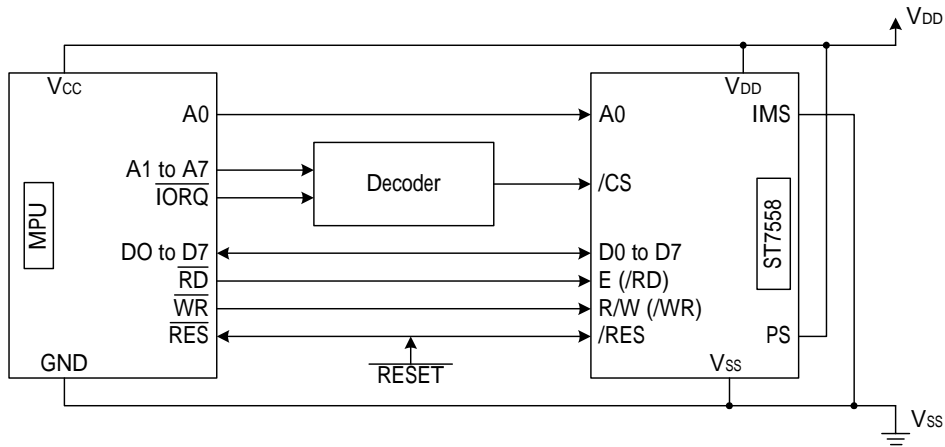 VDD
VCC
VDD
A0
A0
IMS
A1 to A7
IORQ
Decoder
/CS
MPU
ST7558
DO to D7
D0 to D7
RD
E (/RD)
WR
R/W (/WR)
RES
/RES
PS
GND
RESET
VSS
VSS